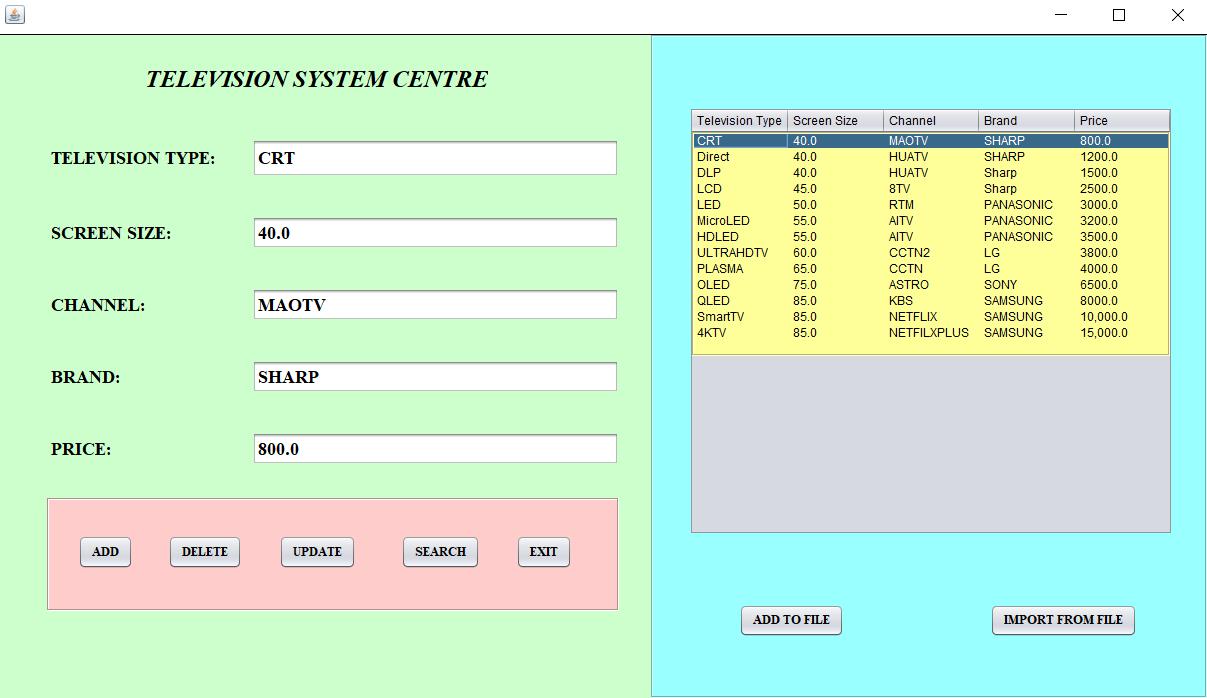 TELEVISION SYSTEM CENTRE
TELEVISION TYPE: CRT
SCREEN SIZE: 40.0
CHANNEL: MAOTV
BRAND: SHARP
PRICE: 800.0
ADD DELETE UPDATE SEARCH EXIT
Television Type Screen Size Channel Brand Price
CRT 40.0 MAOTV SHARP 800.0
Direct 40.0 HUATV SHARP 1200.0
DLP 40.0 HUATV Sharp 1500.0
LCD 45.0 8TV Sharp 2500.0
LED 50.0 RTM PANASONIC 3000.0
MicroLED 55.0 AITV PANASONIC 3200.0
HDLED 55.0 AITV PANASONIC 3500.0
ULTRAHDTV 60.0 CCTN2 LG 3800.0
PLASMA 65.0 CCTN LG 4000.0
OLED 75.0 ASTRO SONY 6500.0
QLED 85.0 KBS SAMSUNG 8000.0
SmartTV 85.0 NETFLIX SAMSUNG 10,000.0
4KTV 85.0 NETFILXPLUS SAMSUNG 15,000.0
ADD TO FILE IMPORT FROM FILE